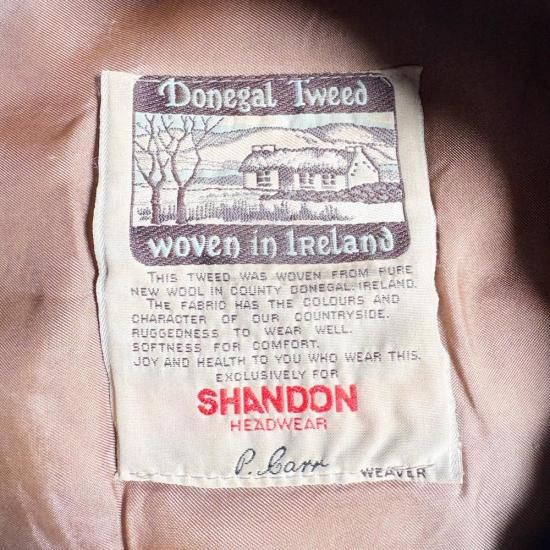 Donegal Tweed
woven in Ireland
THIS TWEED WAS WOVEN FROM PURE
NEW WOOL IN COUNTY DONEGAL, IRELAND.
THE FABRIC HAS THE COLOURS AND
CHARACTER OF OUR COUNTRYSIDE.
RUGGEDNESS TO WEAR WELL.
SOFTNESS FOR COMFORT.
JOY AND HEALTH TO YOU WHO WEAR THIS.
EXCLUSIVELY FOR
SHANDON
HEADWEAR
P. Carr WEAVER